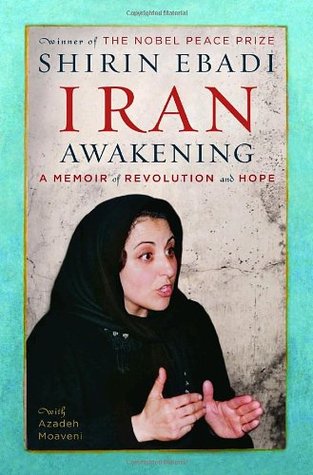 winner of THE NOBEL PEACE PRIZE
SHIRIN EBADI
IRAN
AWAKENING
A MEMOIR of REVOLUTION and HOPE
with
Azadeh
Moaveni